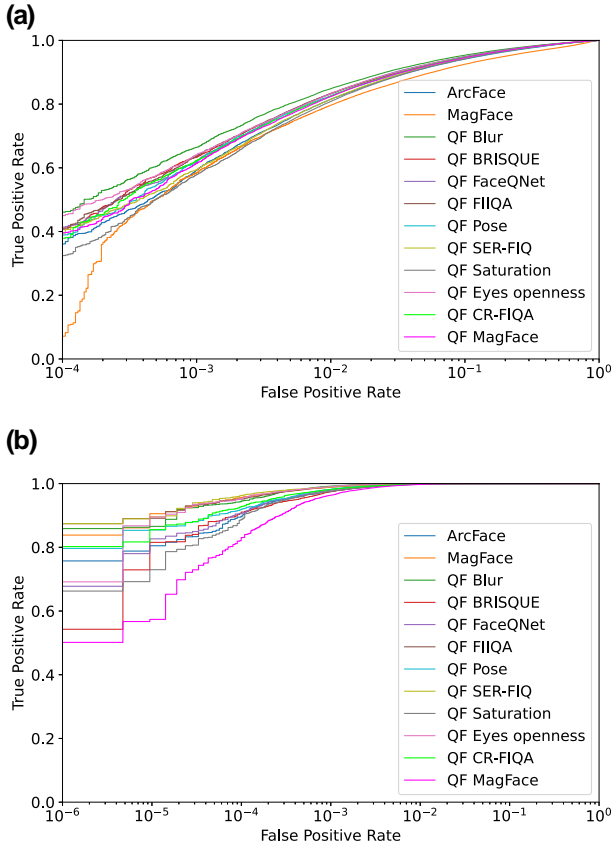 (a)
1.0
0.8
0.6
0.4
0.2
0.0
True Positive Rate
ArcFace
MagFace
QF Blur
QF BRISQUE
QF FaceQNet
QF FIIQA
QF Pose
QF SER-FIQ
QF Saturation
QF Eyes openness
QF CR-FIQA
QF MagFace
10⁻⁴ 10⁻³ 10⁻² 10⁻¹ 10⁰
False Positive Rate
(b)
1.0
0.8
0.6
0.4
0.2
0.0
True Positive Rate
ArcFace
MagFace
QF Blur
QF BRISQUE
QF FaceQNet
QF FIIQA
QF Pose
QF SER-FIQ
QF Saturation
QF Eyes openness
QF CR-FIQA
QF MagFace
10⁻⁶ 10⁻⁵ 10⁻⁴ 10⁻³ 10⁻² 10⁻¹ 10⁰
False Positive Rate